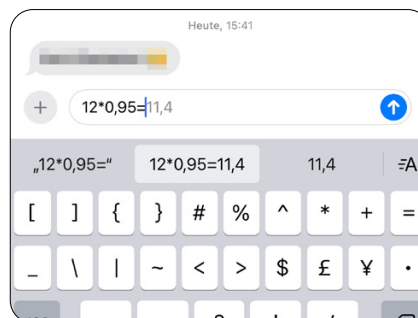 Heute, 15:41
12*0,95=11,4
„12*0,95=“ 12*0,95=11,4 11,4
[ ] { } # % ^ * + =
_ \ | ~ < > $ £ ¥ •